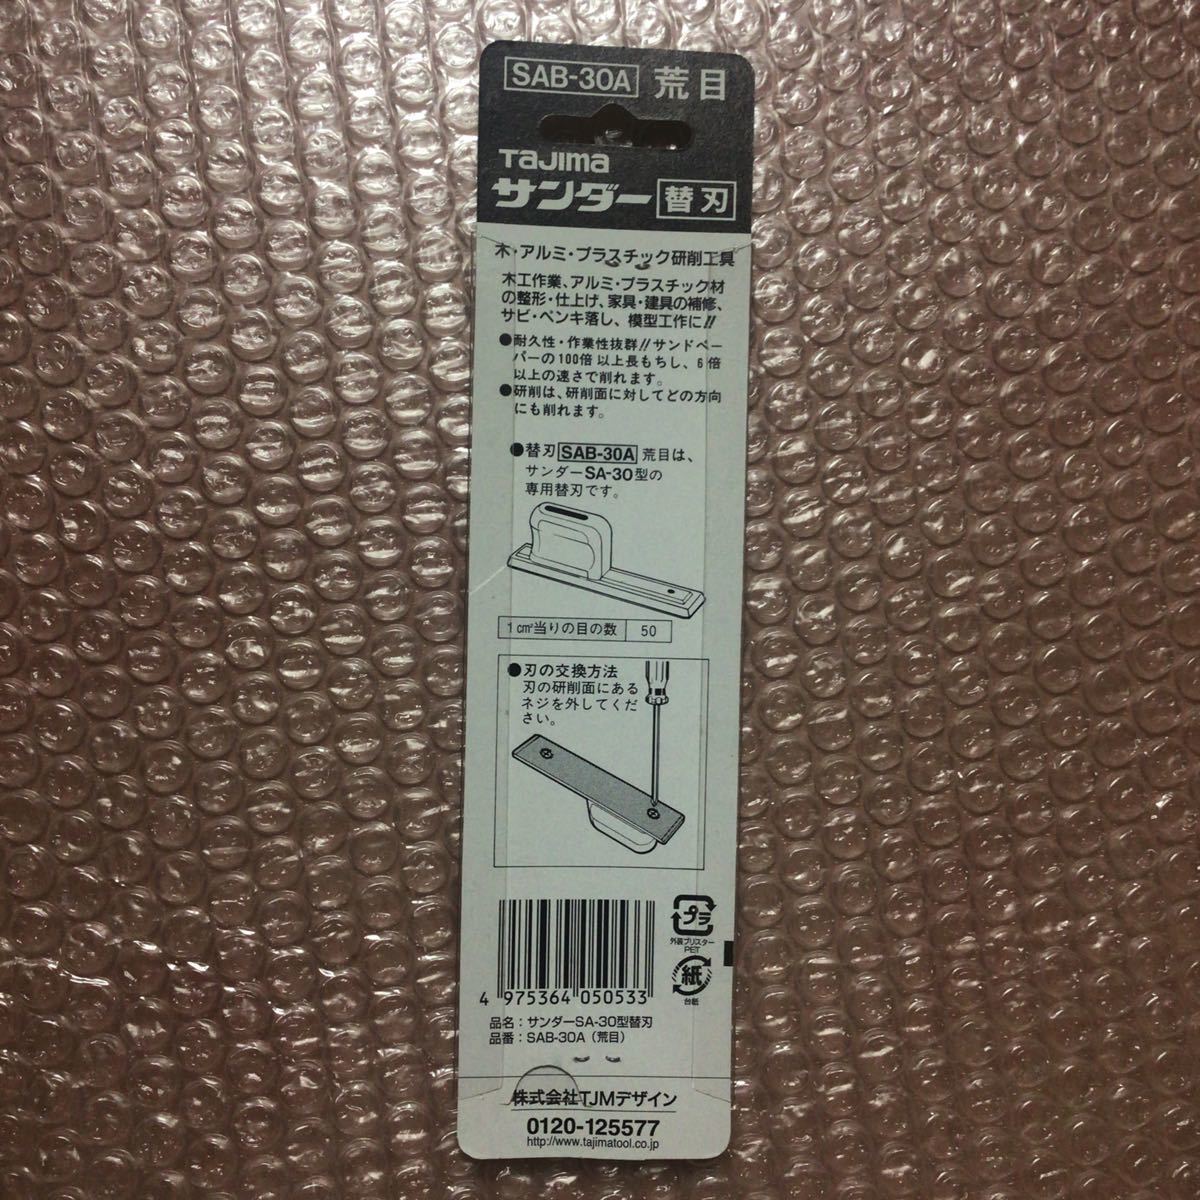 SAB-30A 荒目
Tajima
サンダー 替刃
木・アルミ・プラスチック研削工具
木工作業、アルミ・プラスチック材
の整形・仕上げ、家具・建具の補修、
サビ・ペンキ落し、模型工作に!!
●耐久性・作業性抜群!!サンドペー
パーの100倍以上長もちし、6倍
以上の速さで削れます。
●研削は、研削面に対してどの方向
にも削れます。
●替刃 SAB-30A 荒目は、
サンダーSA-30型の
専用替刃です。
1cm²当りの目の数 50
●刃の交換方法
刃の研削面にある
ネジを外してくだ
さい。
プラ
外装ブリスター
PET
紙
台紙
4 975364 050533
品名：サンダーSA-30型替刃
品番：SAB-30A（荒目）
株式会社TJMデザイン
0120-125577
http://www.tajimatool.co.jp